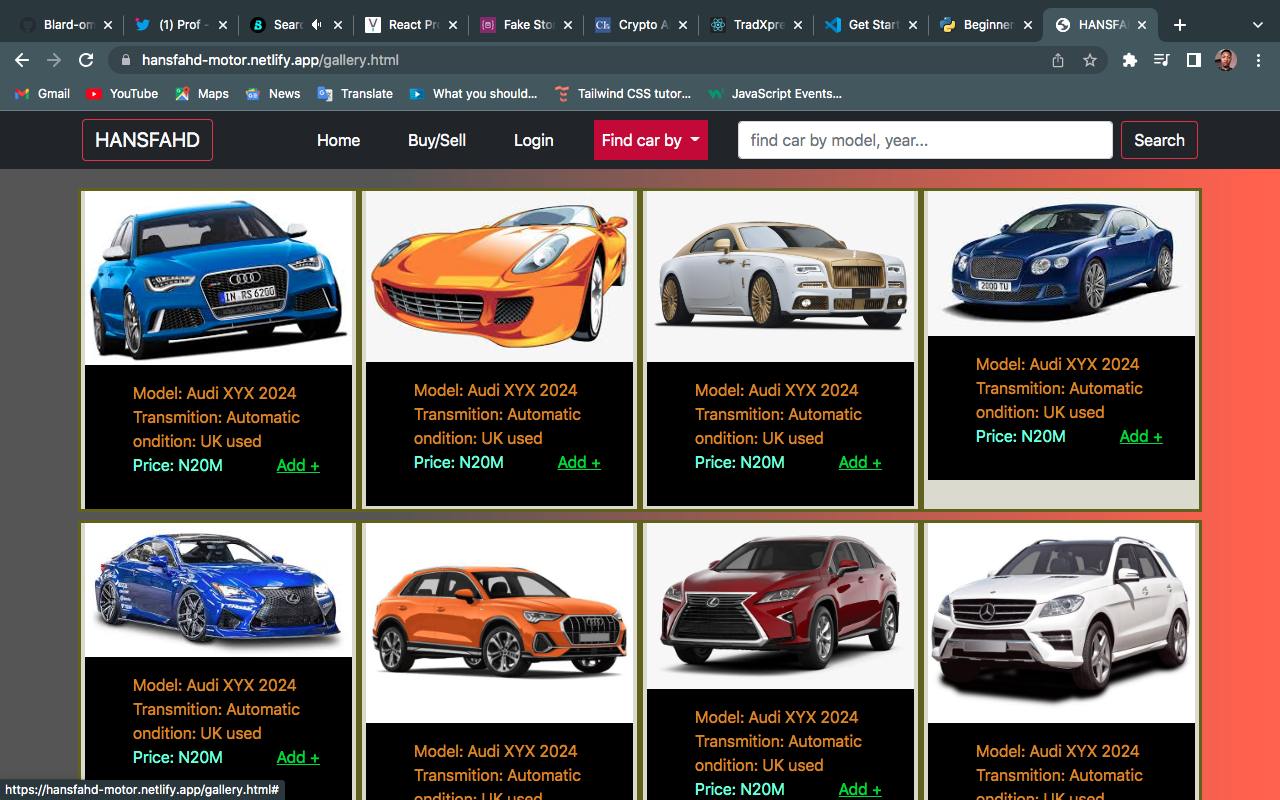 Blard-om
(1) Prof -
Sear
React Pr
Fake Sto
Crypto A
TradXpre
Get Start
Beginner
HANSFA
hansfahd-motor.netlify.app/gallery.html
Gmail
YouTube
Maps
News
Translate
What you should...
Tailwind CSS tutor...
JavaScript Events...
HANSFAHD
Home
Buy/Sell
Login
Find car by
find car by model, year...
Search
IN RS 6200
2000 TU
Model: Audi XYX 2024
Transmition: Automatic
ondition: UK used
Price: N20M Add +
Model: Audi XYX 2024
Transmition: Automatic
ondition: UK used
Price: N20M Add +
Model: Audi XYX 2024
Transmition: Automatic
ondition: UK used
Price: N20M Add +
Model: Audi XYX 2024
Transmition: Automatic
ondition: UK used
Price: N20M Add +
Model: Audi XYX 2024
Transmition: Automatic
ondition: UK used
Price: N20M Add +
Model: Audi XYX 2024
Transmition: Automatic
ondition: UK used
Model: Audi XYX 2024
Transmition: Automatic
ondition: UK used
Price: N20M Add +
Model: Audi XYX 2024
Transmition: Automatic
ondition: UK used
https://hansfahd-motor.netlify.app/gallery.html#